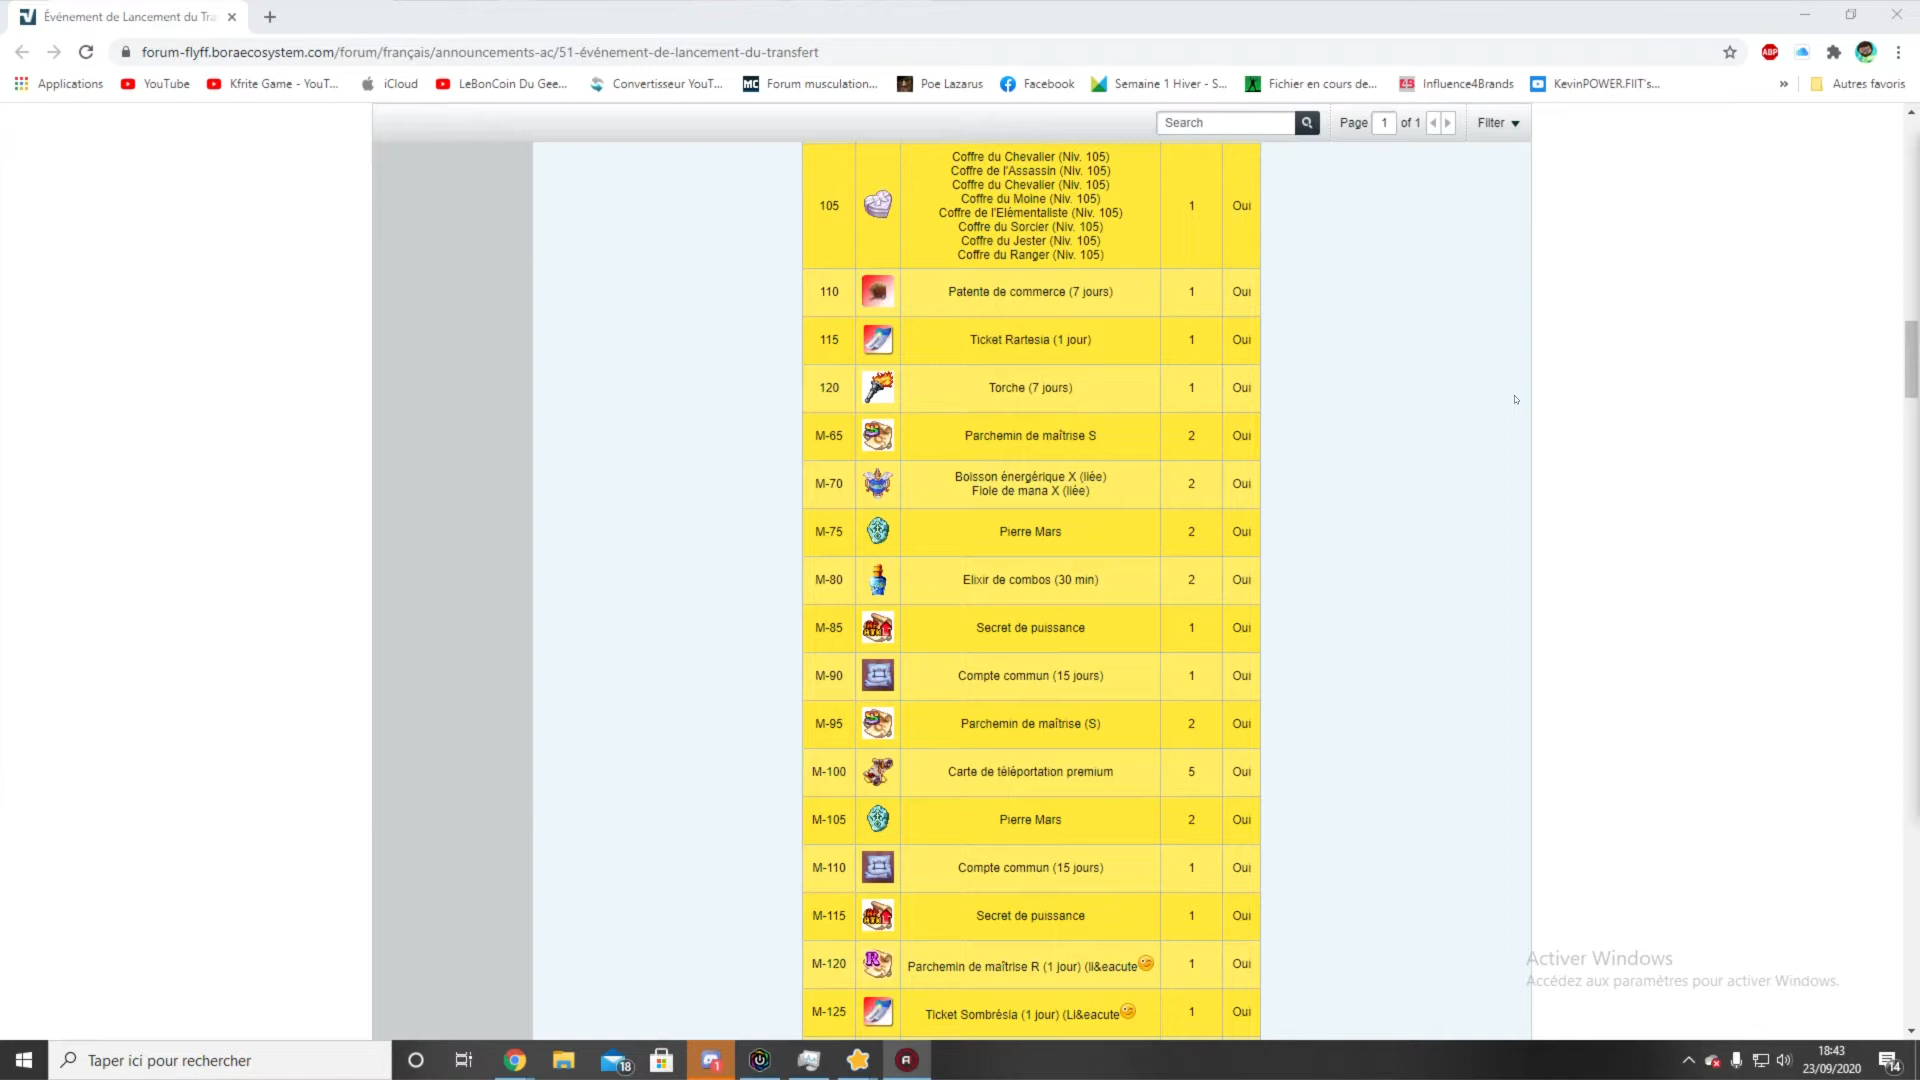 Événement de Lancement du Tra
forum-flyff.boraecosystem.com/forum/français/announcements-ac/51-événement-de-lancement-du-transfert
ABP
Applications
YouTube
Kfrite Game - YouT...
iCloud
LeBonCoin Du Gee...
Convertisseur YouT...
MC
Forum musculation...
Poe Lazarus
Facebook
Semaine 1 Hiver - S...
Fichier en cours de...
Influence4Brands
KevinPOWER.FIIT's...
»
Autres favoris
Search
Page 1 of 1
Filter
105
Coffre du Chevalier (Niv. 105)
Coffre de l'Assassin (Niv. 105)
Coffre du Chevalier (Niv. 105)
Coffre du Moine (Niv. 105)
Coffre de l'Elémentaliste (Niv. 105)
Coffre du Sorcier (Niv. 105)
Coffre du Jester (Niv. 105)
Coffre du Ranger (Niv. 105)
1 Oui
110 Patente de commerce (7 jours) 1 Oui
115 Ticket Rartesia (1 jour) 1 Oui
120 Torche (7 jours) 1 Oui
M-65 Parchemin de maîtrise S 2 Oui
M-70 Boisson énergérique X (liée)
Fiole de mana X (liée)
2 Oui
M-75 Pierre Mars 2 Oui
M-80 Elixir de combos (30 min) 2 Oui
M-85 Secret de puissance 1 Oui
M-90 Compte commun (15 jours) 1 Oui
M-95 Parchemin de maîtrise (S) 2 Oui
M-100 Carte de téléportation premium 5 Oui
M-105 Pierre Mars 2 Oui
M-110 Compte commun (15 jours) 1 Oui
M-115 Secret de puissance 1 Oui
M-120 Parchemin de maîtrise R (1 jour) (li&eacute 1 Oui
M-125 Ticket Sombrésia (1 jour) (Li&eacute 1 Oui
Activer Windows
Accédez aux paramètres pour activer Windows.
Taper ici pour rechercher
18
1
18:43
23/09/2020
14